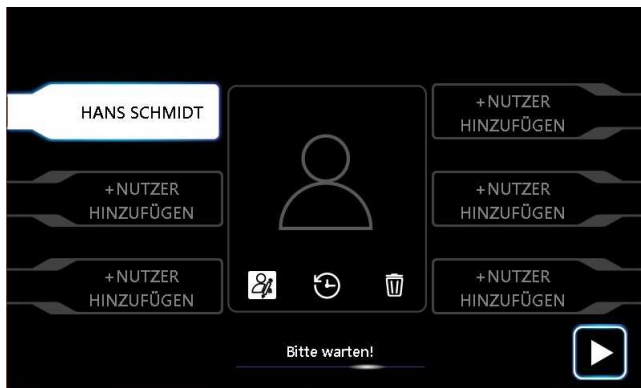 HANS SCHMIDT
+NUTZER
HINZUFÜGEN
+NUTZER
HINZUFÜGEN
+NUTZER
HINZUFÜGEN
+NUTZER
HINZUFÜGEN
+NUTZER
HINZUFÜGEN
Bitte warten!